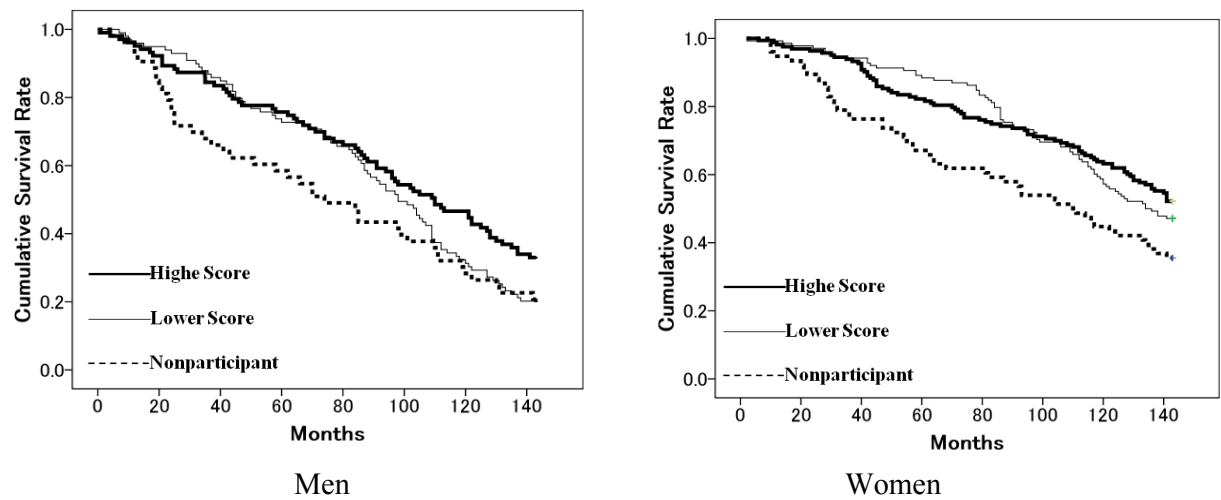 Cumulative Survival Rate
1.0
0.8
0.6
0.4
0.2
0.0
Highe Score
Lower Score
Nonparticipant
0 20 40 60 80 100 120 140
Months
Men
Cumulative Survival Rate
1.0
0.8
0.6
0.4
0.2
0.0
Highe Score
Lower Score
Nonparticipant
0 20 40 60 80 100 120 140
Months
Women